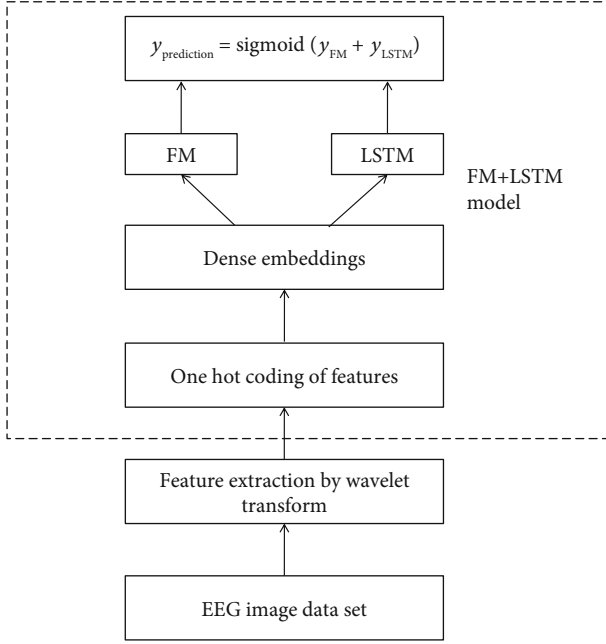 y_prediction = sigmoid (y_FM + y_LSTM)
FM
LSTM
FM+LSTM
model
Dense embeddings
One hot coding of features
Feature extraction by wavelet
transform
EEG image data set